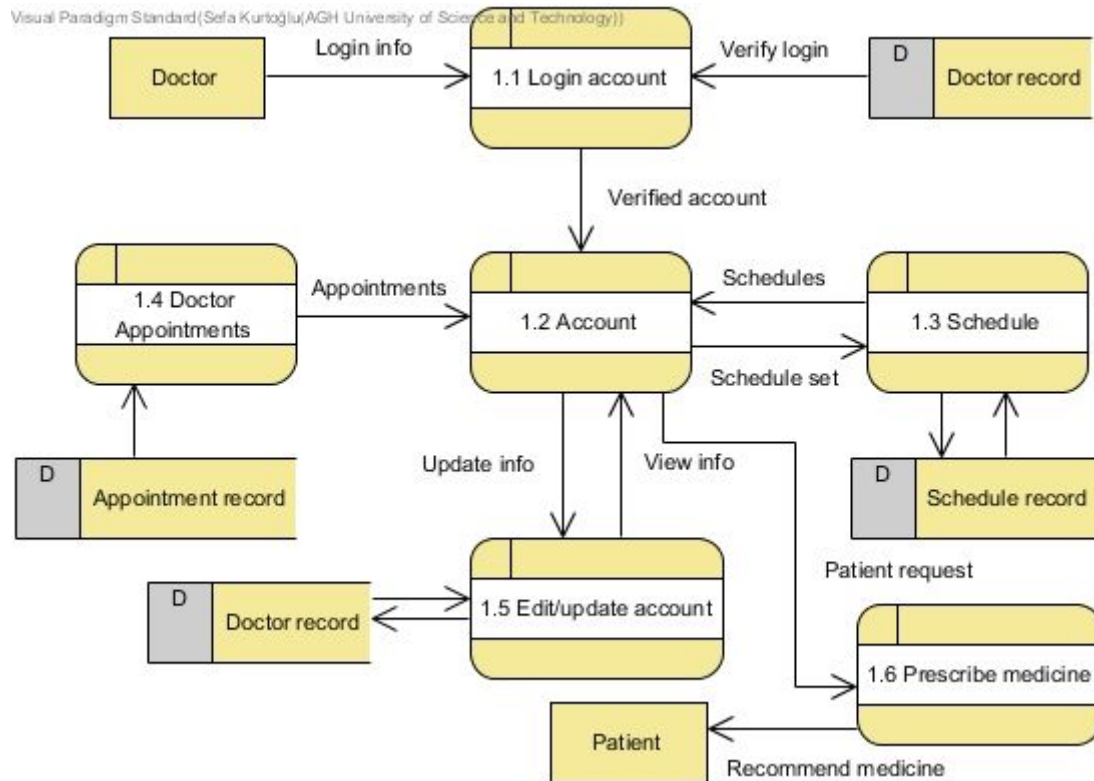 Visual Paradigm Standard(Sefa Kurtoğlu(AGH University of Science and Technology))
Login info
Verify login
Doctor
1.1 Login account
D
Doctor record
Verified account
1.4 Doctor
Appointments
Appointments
1.2 Account
Schedules
1.3 Schedule
Schedule set
D
Appointment record
Update info
View info
D
Schedule record
Patient request
D
Doctor record
1.5 Edit/update account
1.6 Prescribe medicine
Patient
Recommend medicine